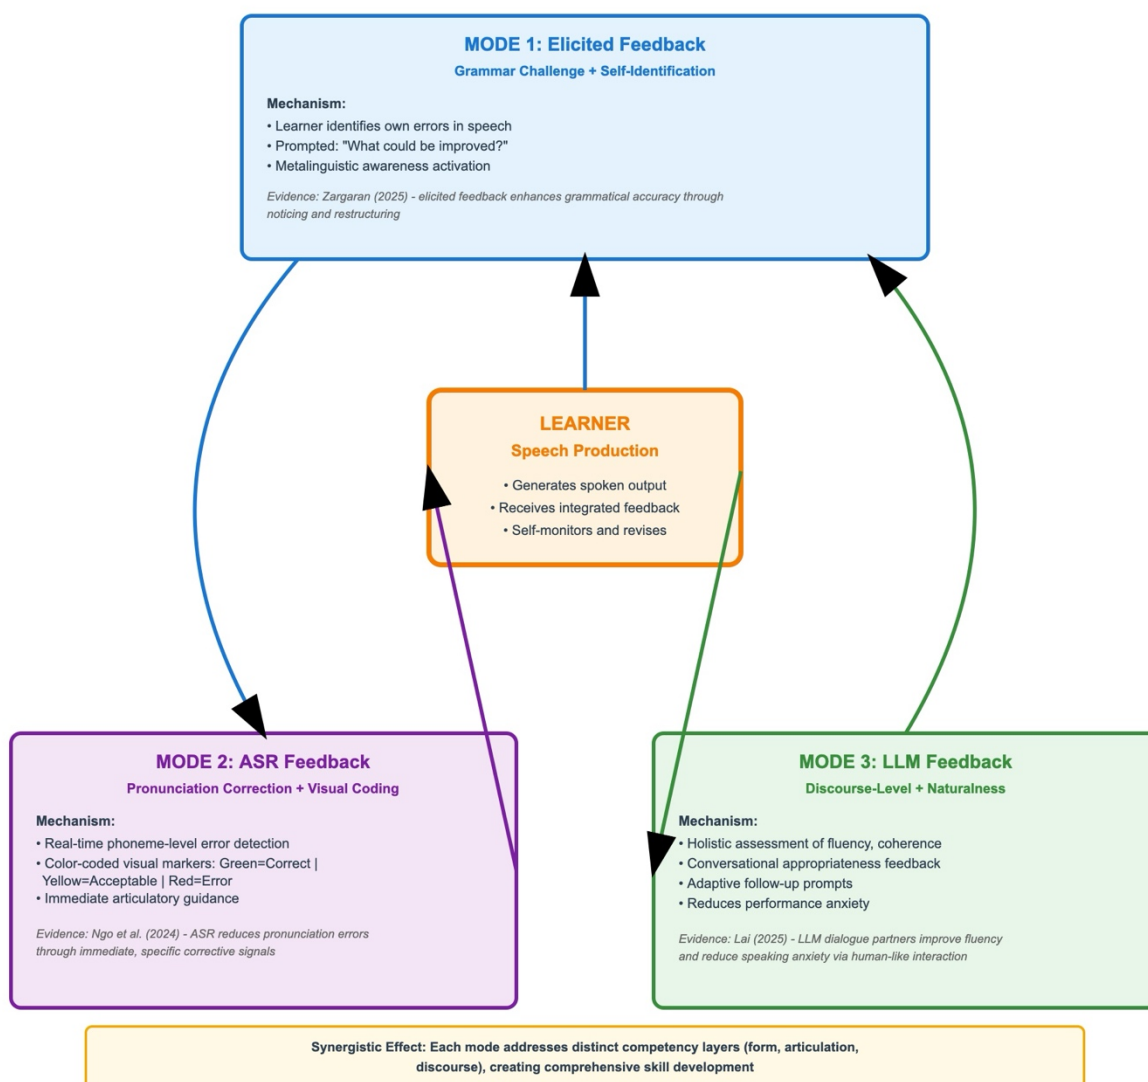 MODE 1: Elicited Feedback
Grammar Challenge + Self-Identification
Mechanism:
• Learner identifies own errors in speech
• Prompted: "What could be improved?"
• Metalinguistic awareness activation
Evidence: Zargaran (2025) - elicited feedback enhances grammatical accuracy through
noticing and restructuring
LEARNER
Speech Production
• Generates spoken output
• Receives integrated feedback
• Self-monitors and revises
MODE 2: ASR Feedback
Pronunciation Correction + Visual Coding
Mechanism:
• Real-time phoneme-level error detection
• Color-coded visual markers: Green=Correct |
Yellow=Acceptable | Red=Error
• Immediate articulatory guidance
Evidence: Ngo et al. (2024) - ASR reduces pronunciation errors
through immediate, specific corrective signals
MODE 3: LLM Feedback
Discourse-Level + Naturalness
Mechanism:
• Holistic assessment of fluency, coherence
• Conversational appropriateness feedback
• Adaptive follow-up prompts
• Reduces performance anxiety
Evidence: Lai (2025) - LLM dialogue partners improve fluency
and reduce speaking anxiety via human-like interaction
Synergistic Effect: Each mode addresses distinct competency layers (form, articulation,
discourse), creating comprehensive skill development